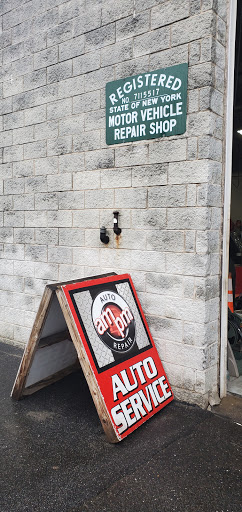 REGISTERED
NO 7115517
STATE OF NEW YORK
MOTOR VEHICLE
REPAIR SHOP
AUTO
am pm
REPAIR
AUTO
SERVICE